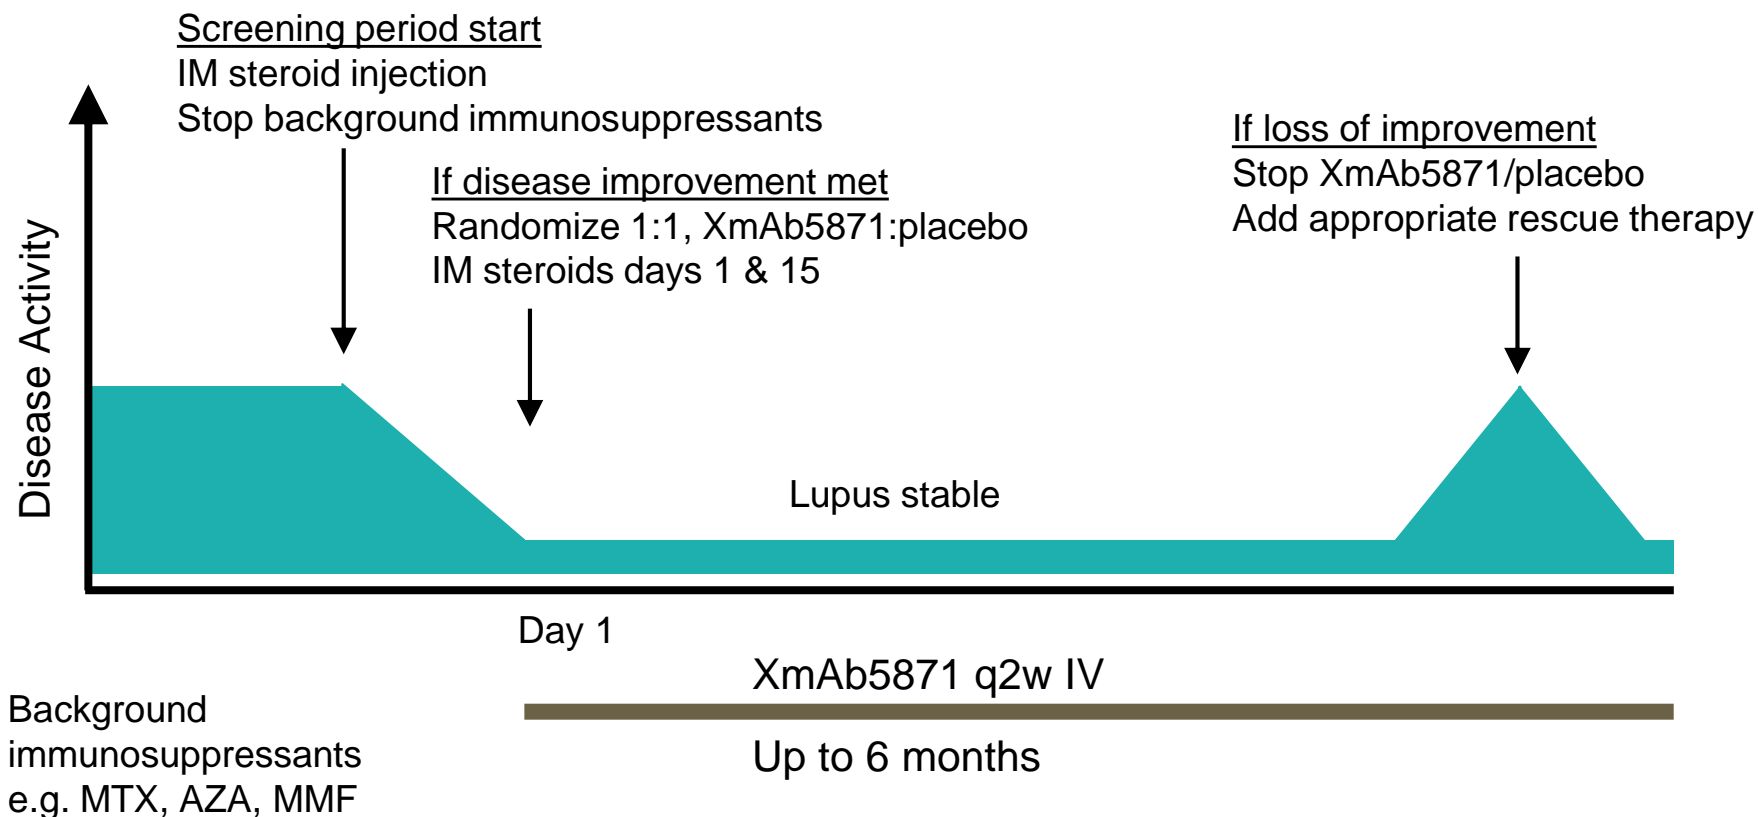 Screening period start
IM steroid injection
Stop background immunosuppressants
If disease improvement met
Randomize 1:1, XmAb5871:placebo
IM steroids days 1 & 15
If loss of improvement
Stop XmAb5871/placebo
Add appropriate rescue therapy
Disease Activity
Lupus stable
Day 1
XmAb5871 q2w IV
Up to 6 months
Background
immunosuppressants
e.g. MTX, AZA, MMF